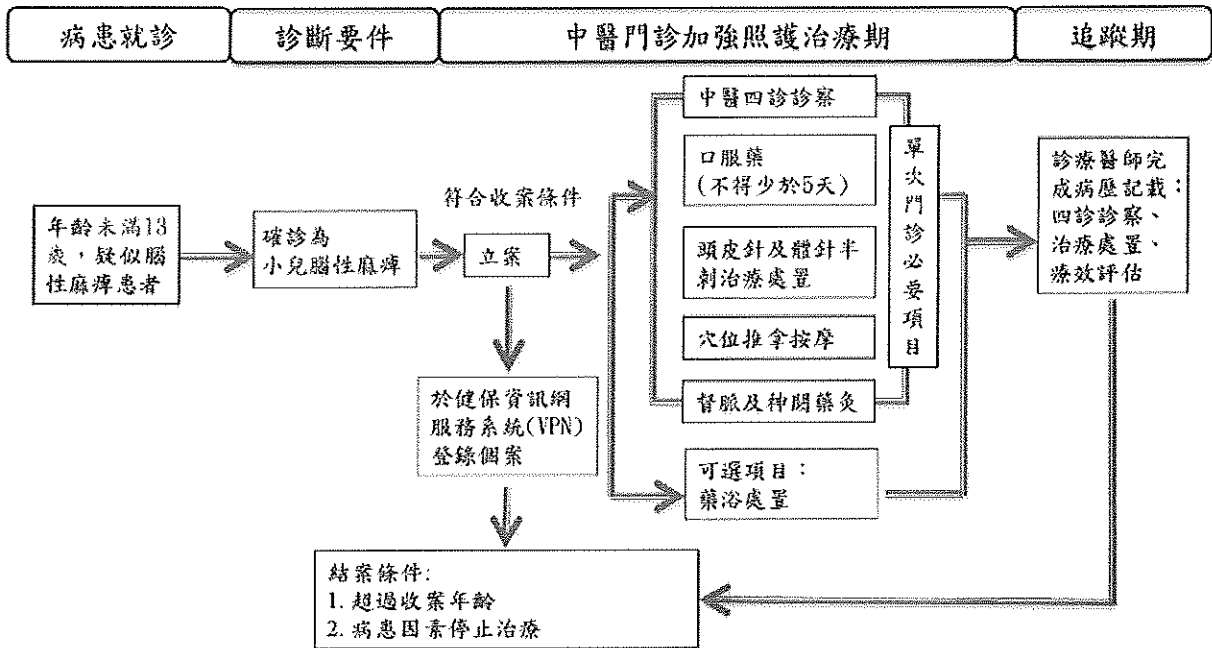 病患就診
診斷要件
中醫門診加強照護治療期
追蹤期
年齡未滿13
歲，疑似腦
性麻痺患者
確診為
小兒腦性麻痺
符合收案條件
立案
於健保資訊網
服務系統(VPN)
登錄個案
中醫四診診察
口服藥
(不得少於5天)
頭皮針及體針半
刺治療處置
穴位推拿按摩
督脈及神闕藥灸
單次門診必要項目
可選項目：
藥浴處置
診療醫師完
成病歷記載：
四診診察、
治療處置、
療效評估
結案條件:
1. 超過收案年齡
2. 病患因素停止治療